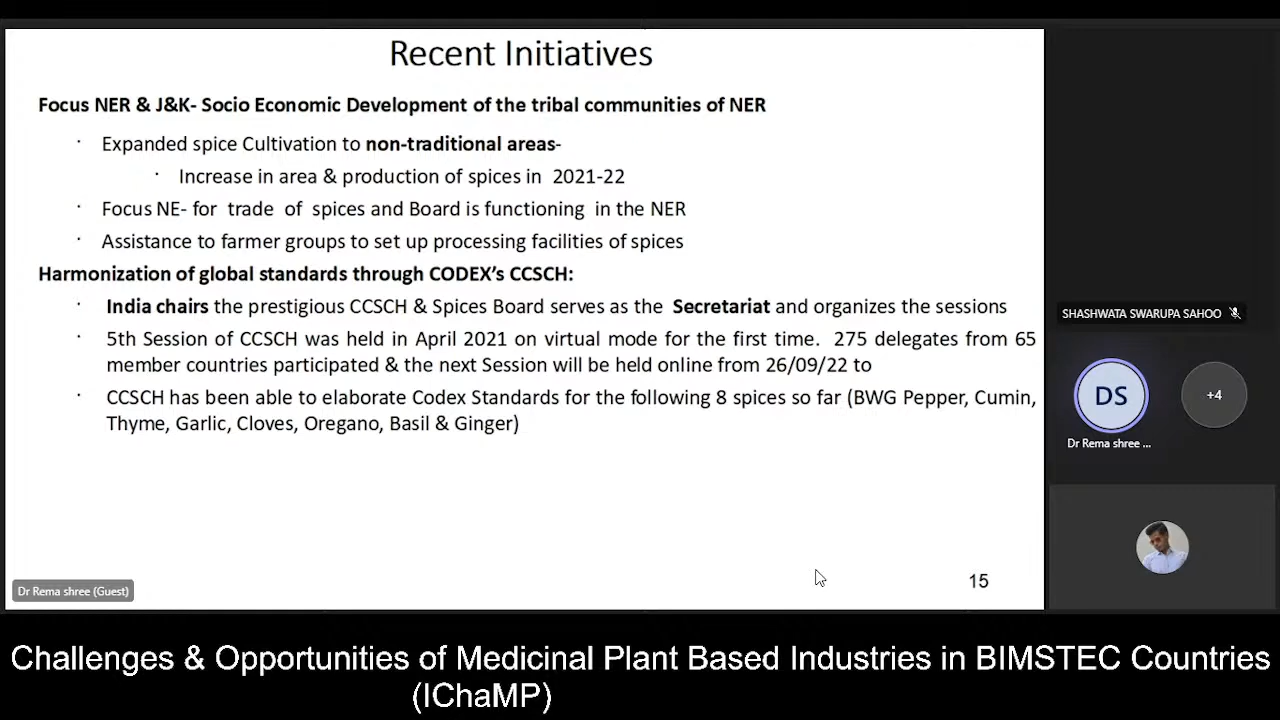 Recent Initiatives
Focus NER & J&K- Socio Economic Development of the tribal communities of NER
· Expanded spice Cultivation to non-traditional areas-
· Increase in area & production of spices in 2021-22
· Focus NE- for trade of spices and Board is functioning in the NER
· Assistance to farmer groups to set up processing facilities of spices
Harmonization of global standards through CODEX’s CCSCH:
· India chairs the prestigious CCSCH & Spices Board serves as the Secretariat and organizes the sessions
· 5th Session of CCSCH was held in April 2021 on virtual mode for the first time. 275 delegates from 65
member countries participated & the next Session will be held online from 26/09/22 to
· CCSCH has been able to elaborate Codex Standards for the following 8 spices so far (BWG Pepper, Cumin,
Thyme, Garlic, Cloves, Oregano, Basil & Ginger)
15
Dr Rema shree (Guest)
SHASHWATA SWARUPA SAHOO
DS
+4
Dr Rema shree ...
Challenges & Opportunities of Medicinal Plant Based Industries in BIMSTEC Countries
(IChaMP)